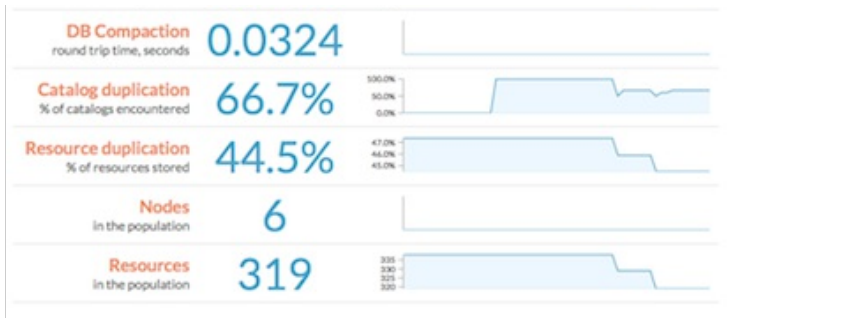 DB Compaction
round trip time, seconds
0.0324
Catalog duplication
% of catalogs encountered
66.7%
100.0%
50.0%
0.0%
Resource duplication
% of resources stored
44.5%
47.0%
46.0%
45.0%
Nodes
in the population
6
Resources
in the population
319
335
330
325
320